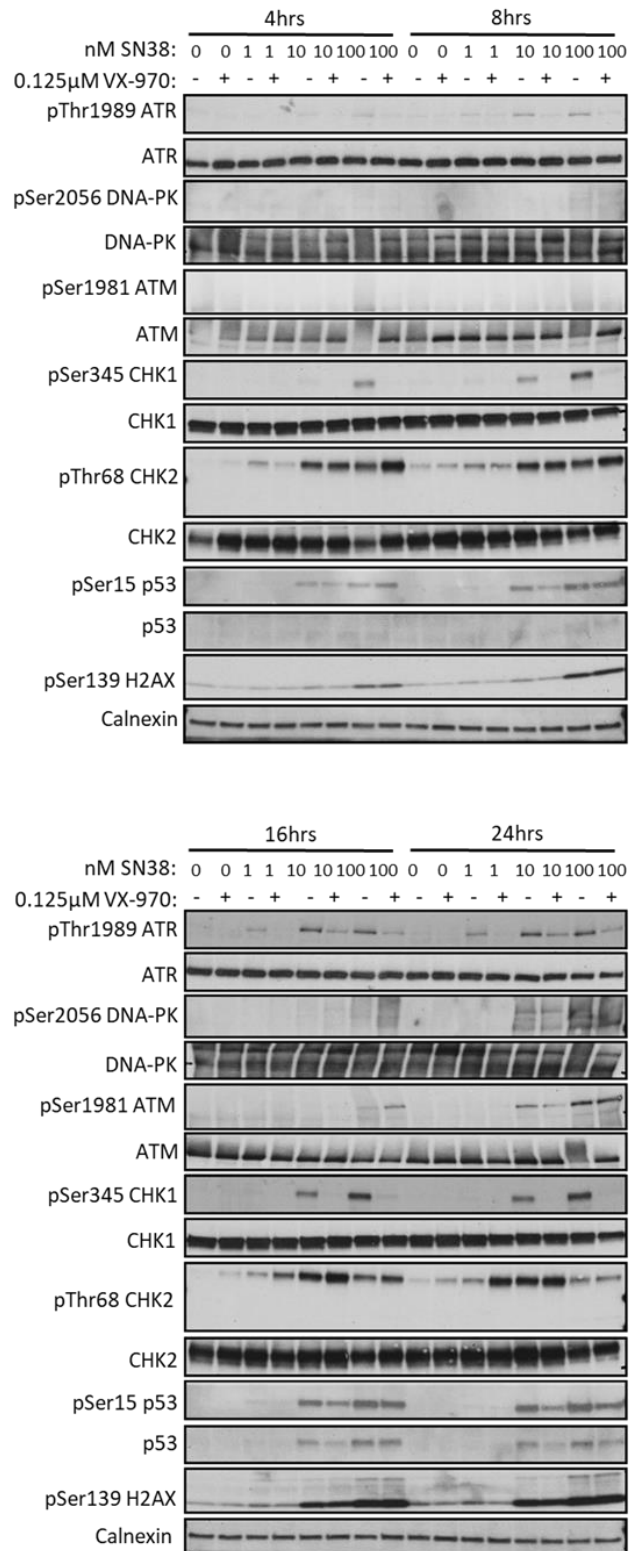 4hrs 8hrs
nM SN38: 0 0 1 1 10 10 100 100 0 0 1 1 10 10 100 100
0.125µM VX-970: - + - + - + - + - + - + - + - +
pThr1989 ATR
ATR
pSer2056 DNA-PK
DNA-PK
pSer1981 ATM
ATM
pSer345 CHK1
CHK1
pThr68 CHK2
CHK2
pSer15 p53
p53
pSer139 H2AX
Calnexin
16hrs 24hrs
nM SN38: 0 0 1 1 10 10 100 100 0 0 1 1 10 10 100 100
0.125µM VX-970: - + - + - + - + - + - + - + - +
pThr1989 ATR
ATR
pSer2056 DNA-PK
DNA-PK
pSer1981 ATM
ATM
pSer345 CHK1
CHK1
pThr68 CHK2
CHK2
pSer15 p53
p53
pSer139 H2AX
Calnexin